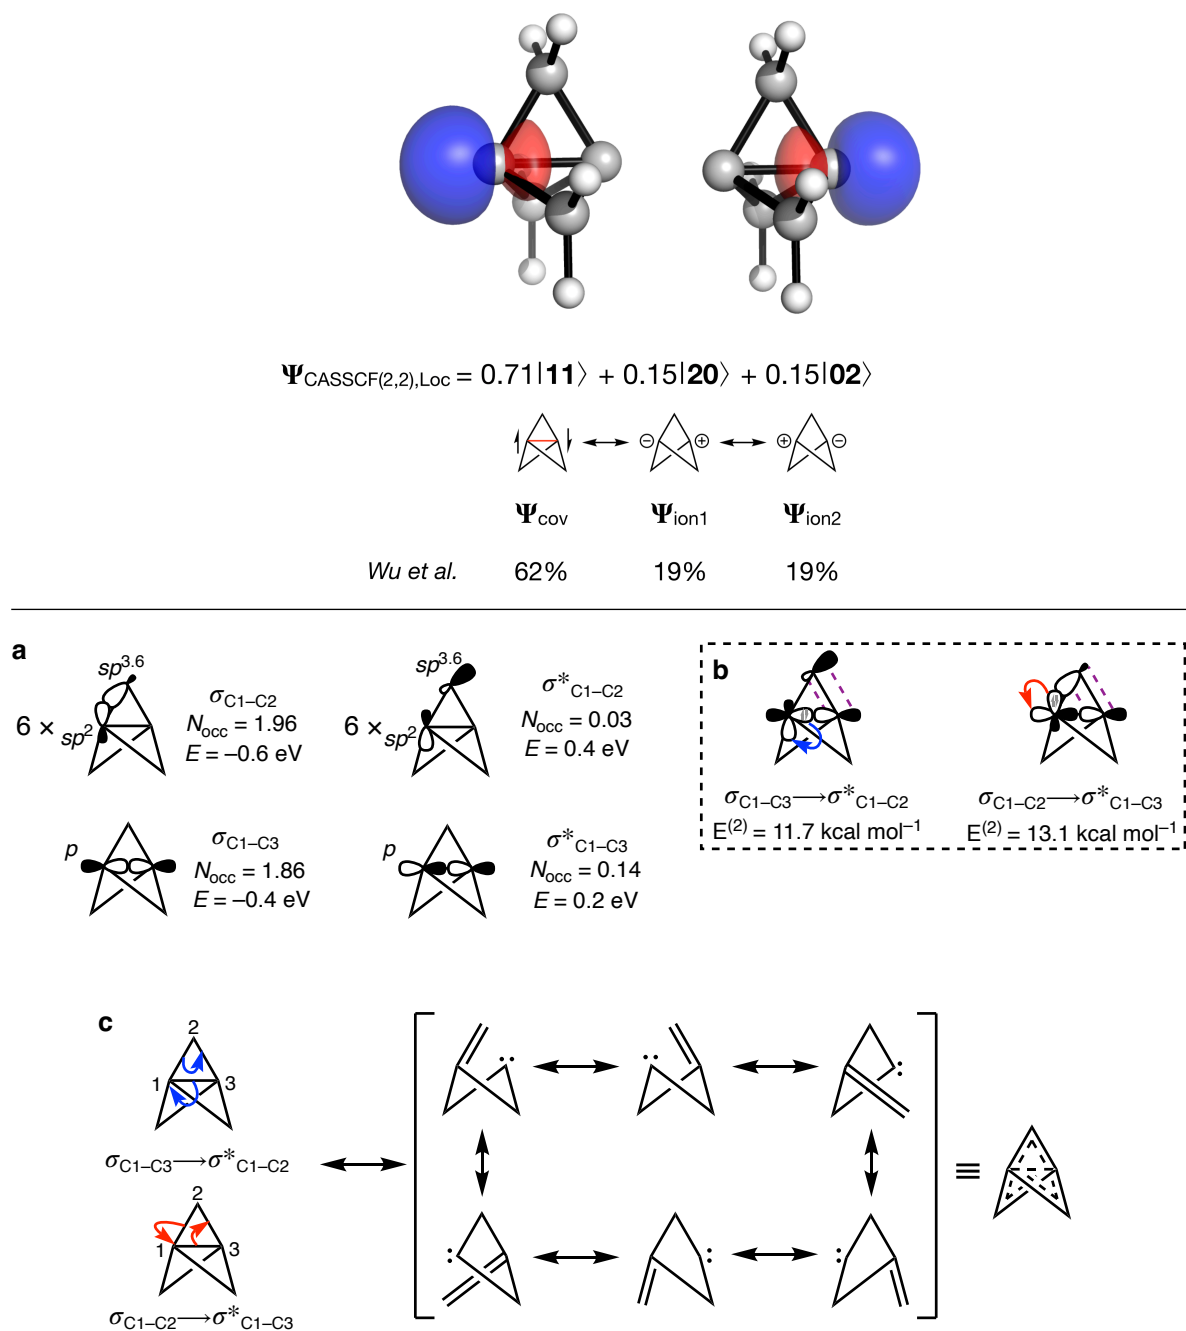 Ψ_CASSCF(2,2),Loc = 0.71|11⟩ + 0.15|20⟩ + 0.15|02⟩
⊖ ⊕ ⊕ ⊖
Ψ_cov Ψ_ion1 Ψ_ion2
Wu et al. 62% 19% 19%
a
sp^3.6
6 × sp^2
σ_C1–C2
N_occ = 1.96
E = –0.6 eV
sp^3.6
6 × sp^2
σ*_C1–C2
N_occ = 0.03
E = 0.4 eV
p
σ_C1–C3
N_occ = 1.86
E = –0.4 eV
p
σ*_C1–C3
N_occ = 0.14
E = 0.2 eV
b
σ_C1–C3⟶σ*_C1–C2
E^(2) = 11.7 kcal mol^–1
σ_C1–C2⟶σ*_C1–C3
E^(2) = 13.1 kcal mol^–1
c
2
1 3
σ_C1–C3⟶σ*_C1–C2
2
1 3
σ_C1–C2⟶σ*_C1–C3
≡